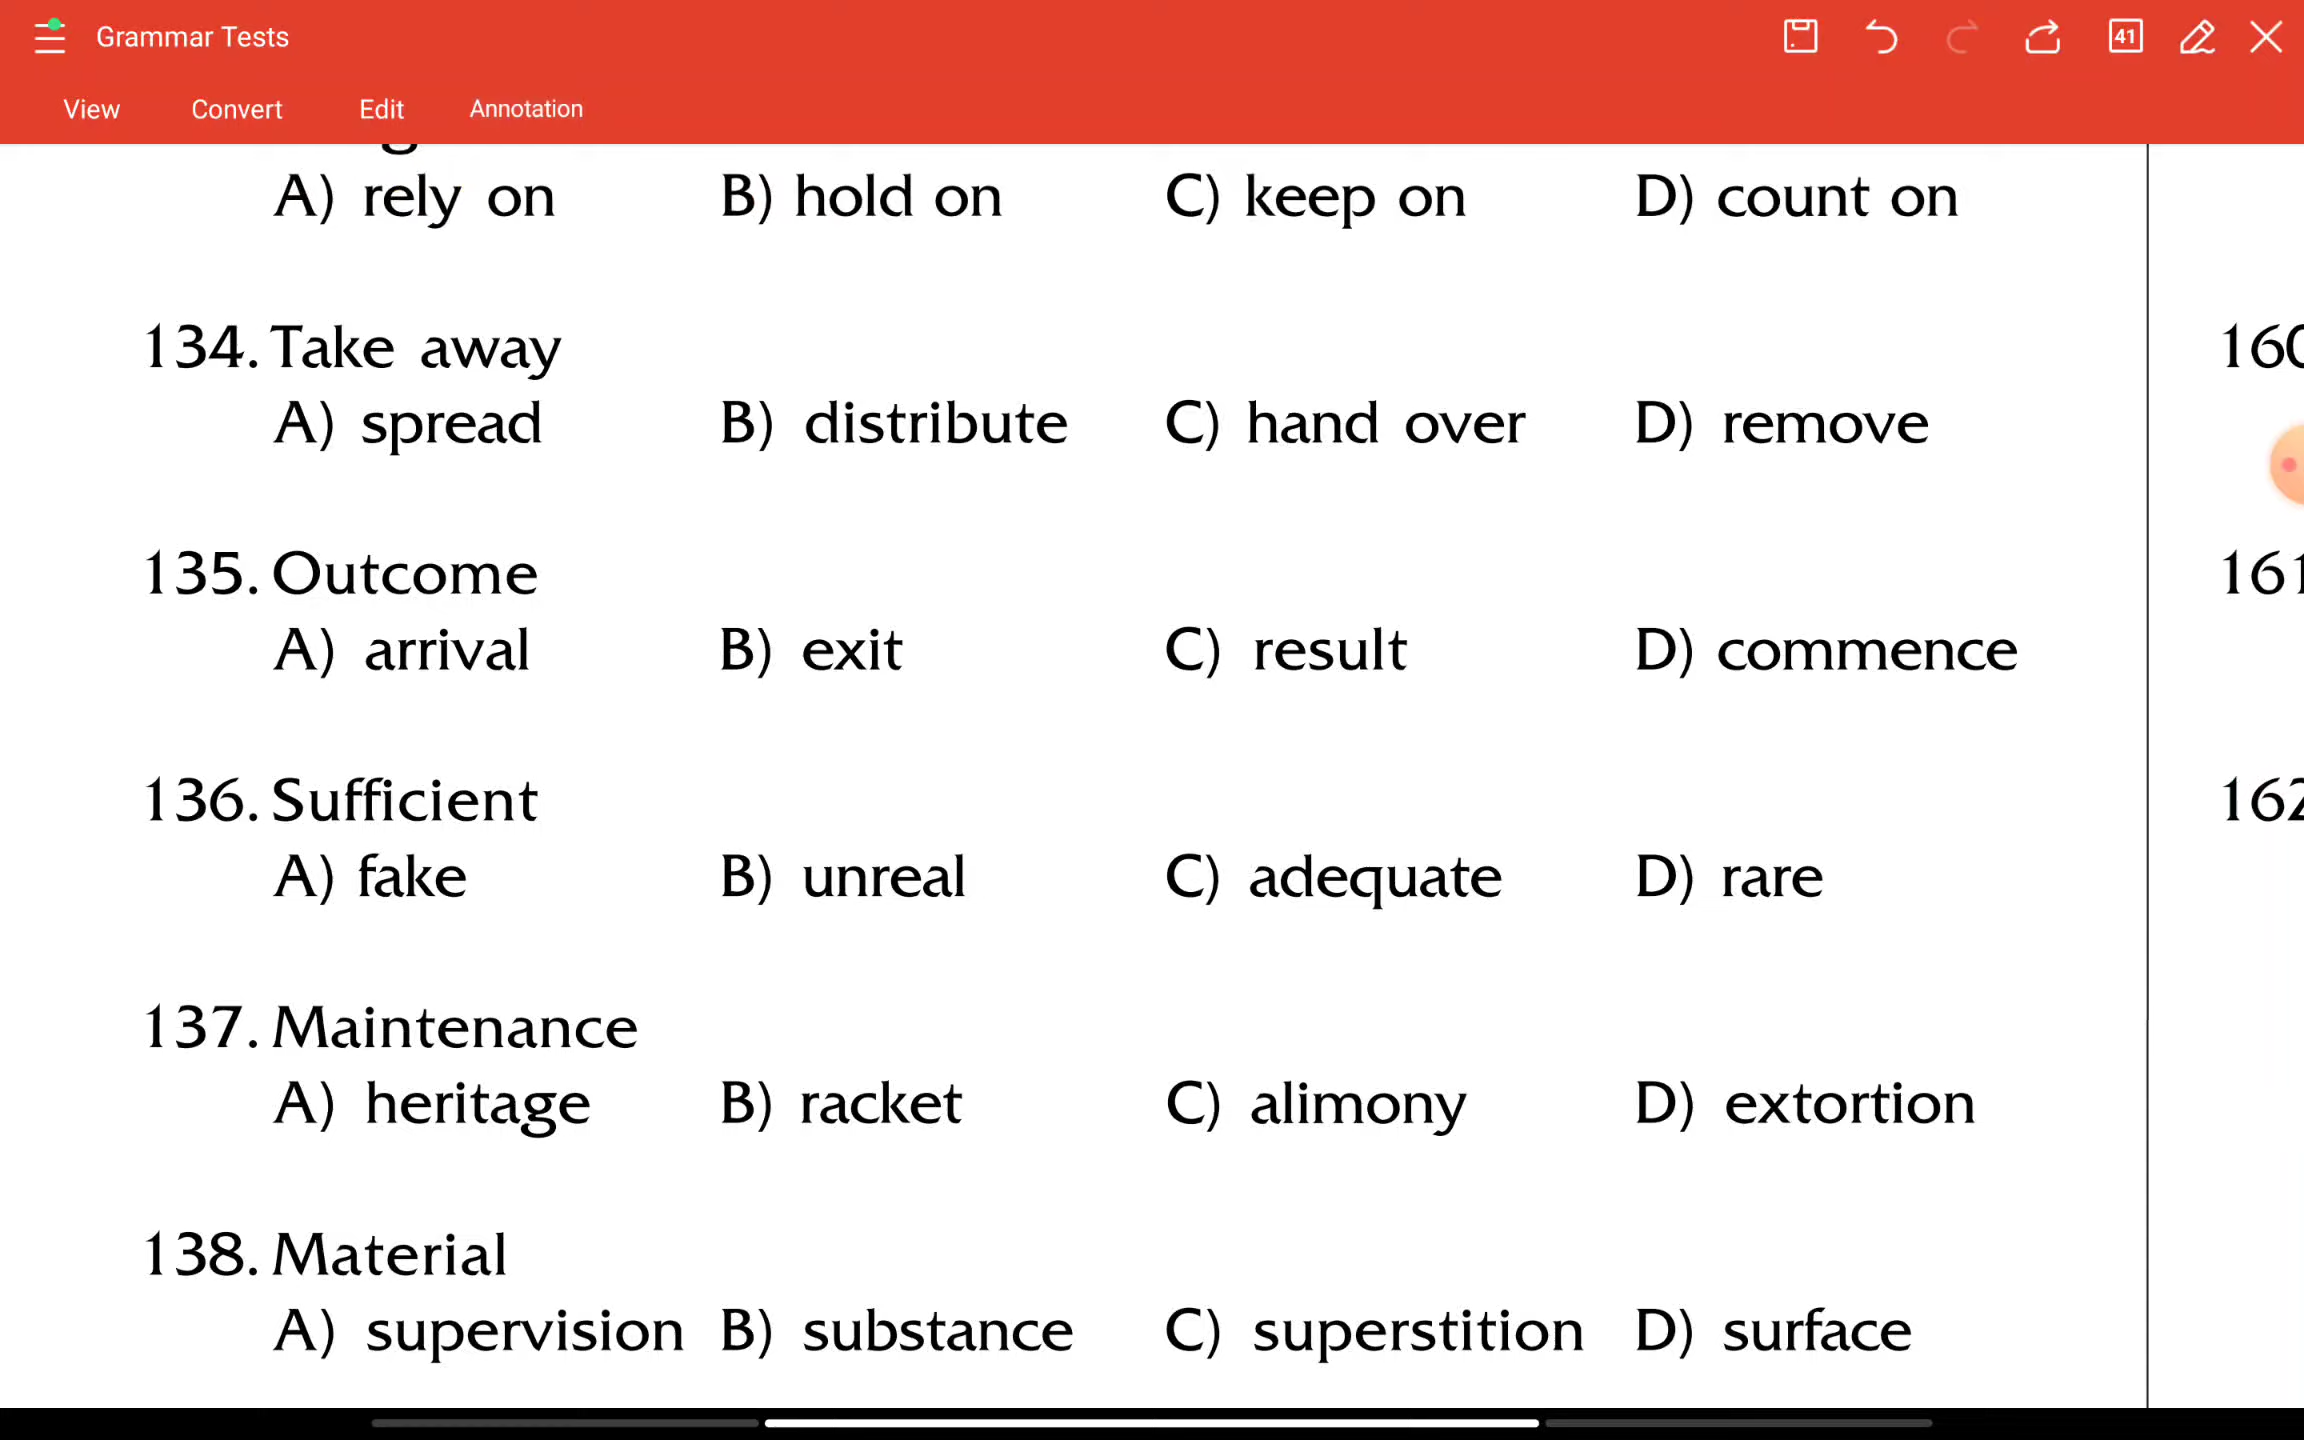 Grammar Tests
41
View Convert Edit Annotation
A) rely on B) hold on C) keep on D) count on
134. Take away
A) spread B) distribute C) hand over D) remove
135. Outcome
A) arrival B) exit C) result D) commence
136. Sufficient
A) fake B) unreal C) adequate D) rare
137. Maintenance
A) heritage B) racket C) alimony D) extortion
138. Material
A) supervision B) substance C) superstition D) surface
161
162